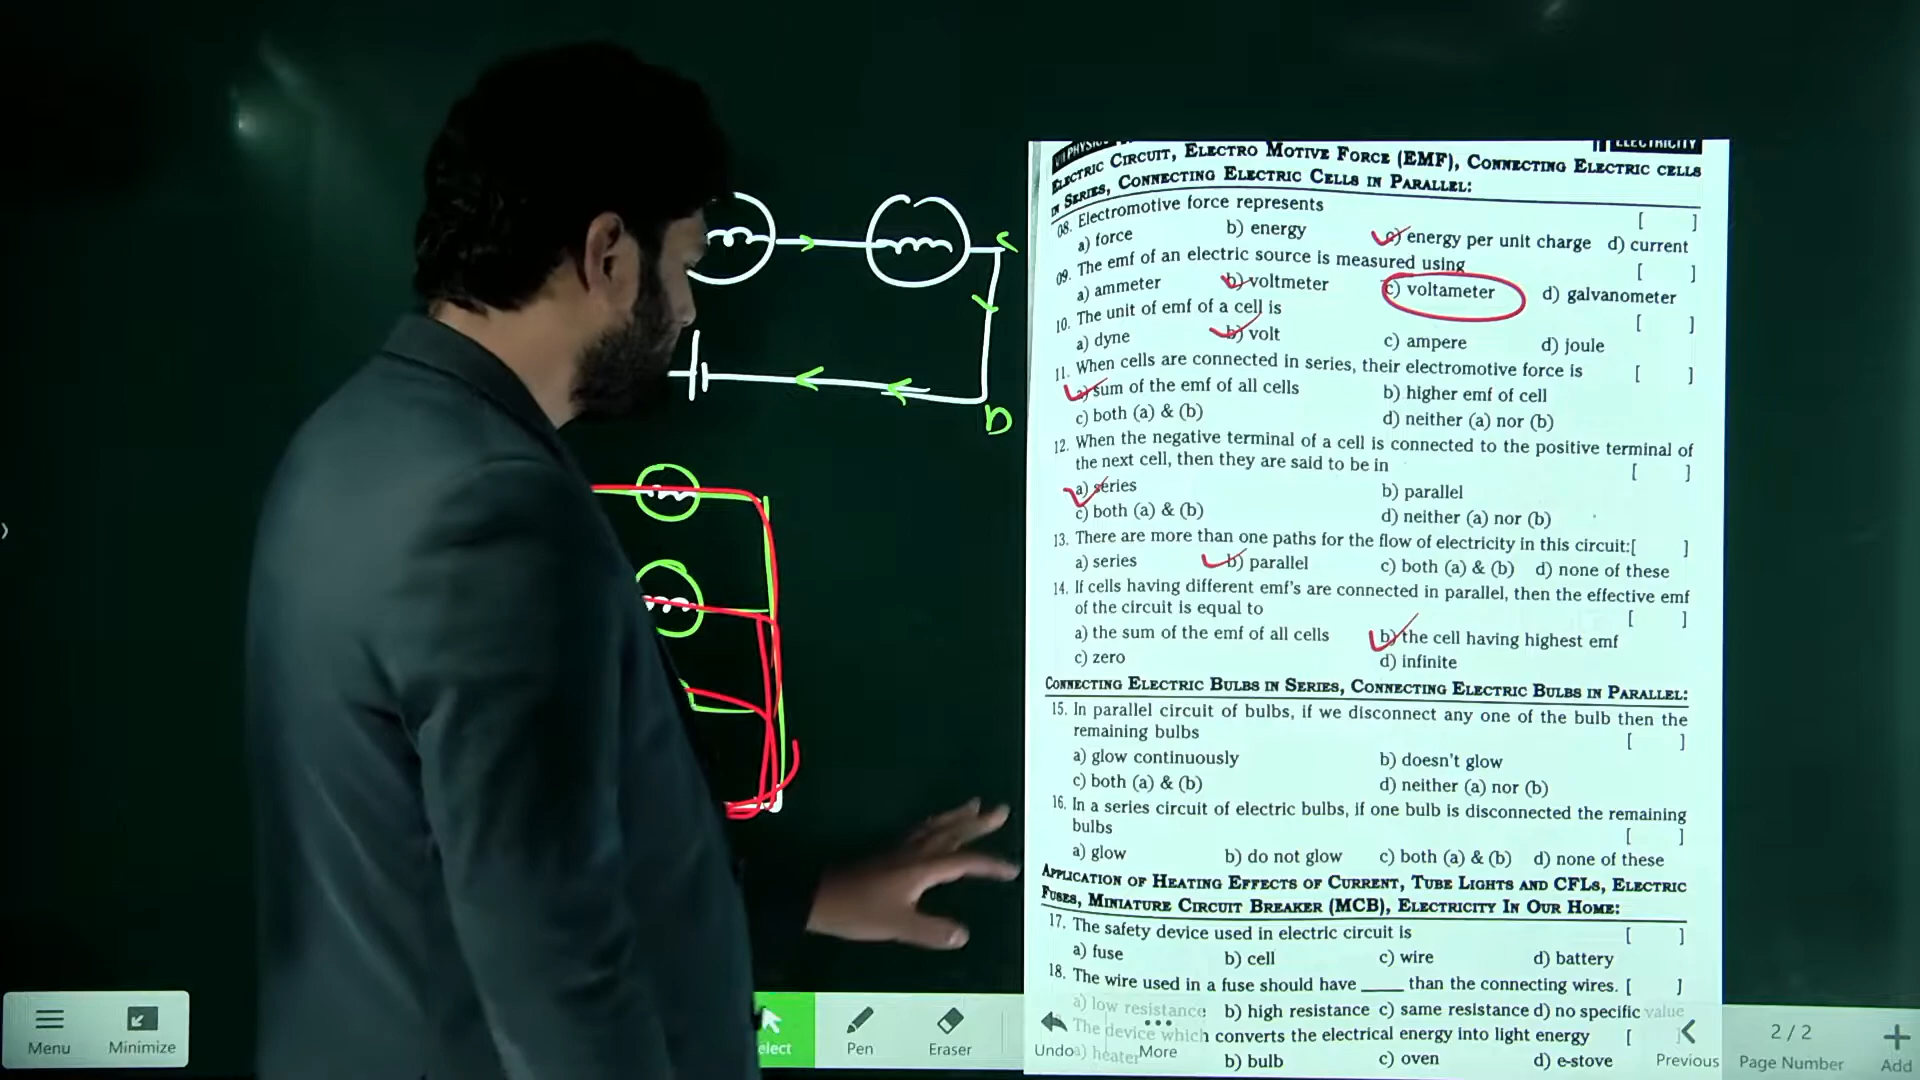 VII PHYSICS
ELECTRICITY
ELECTRIC CIRCUIT, ELECTRO MOTIVE FORCE (EMF), CONNECTING ELECTRIC CELLS
IN SERIES, CONNECTING ELECTRIC CELLS IN PARALLEL:
08. Electromotive force represents [ ]
a) force b) energy c) energy per unit charge d) current
09. The emf of an electric source is measured using [ ]
a) ammeter b) voltmeter c) voltameter d) galvanometer
10. The unit of emf of a cell is [ ]
a) dyne b) volt c) ampere d) joule
11. When cells are connected in series, their electromotive force is [ ]
a) sum of the emf of all cells b) higher emf of cell
c) both (a) & (b) d) neither (a) nor (b)
12. When the negative terminal of a cell is connected to the positive terminal of
the next cell, then they are said to be in [ ]
a) series b) parallel
c) both (a) & (b) d) neither (a) nor (b)
13. There are more than one paths for the flow of electricity in this circuit:[ ]
a) series b) parallel c) both (a) & (b) d) none of these
14. If cells having different emf's are connected in parallel, then the effective emf
of the circuit is equal to [ ]
a) the sum of the emf of all cells b) the cell having highest emf
c) zero d) infinite
CONNECTING ELECTRIC BULBS IN SERIES, CONNECTING ELECTRIC BULBS IN PARALLEL:
15. In parallel circuit of bulbs, if we disconnect any one of the bulb then the
remaining bulbs [ ]
a) glow continuously b) doesn't glow
c) both (a) & (b) d) neither (a) nor (b)
16. In a series circuit of electric bulbs, if one bulb is disconnected the remaining
bulbs [ ]
a) glow b) do not glow c) both (a) & (b) d) none of these
APPLICATION OF HEATING EFFECTS OF CURRENT, TUBE LIGHTS AND CFLS, ELECTRIC
FUSES, MINIATURE CIRCUIT BREAKER (MCB), ELECTRICITY IN OUR HOME:
17. The safety device used in electric circuit is [ ]
a) fuse b) cell c) wire d) battery
18. The wire used in a fuse should have _____ than the connecting wires. [ ]
a) low resistance b) high resistance c) same resistance d) no specific value
The device which converts the electrical energy into light energy [ ]
a) heater b) bulb c) oven d) e-stove
C
D
Menu Minimize Select Pen Eraser Undo More Previous
2 / 2
Page Number
Add